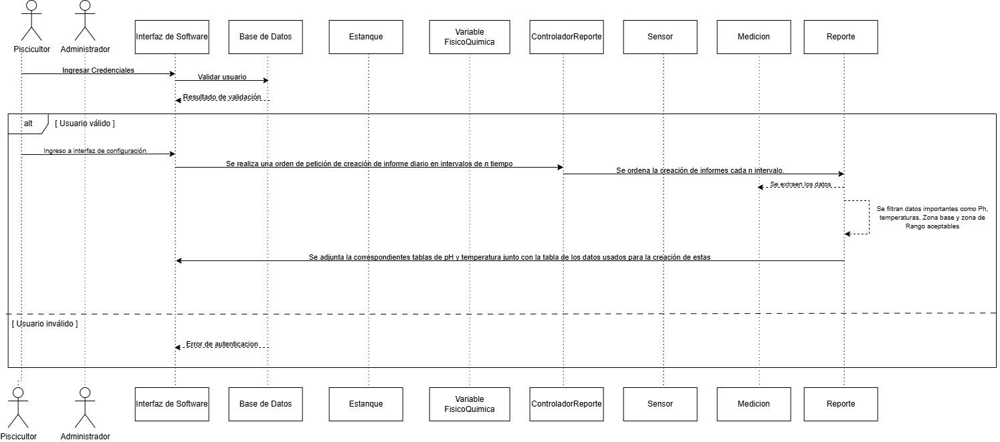 Piscicultor
Administrador
Interfaz de Software
Base de Datos
Estanque
Variable
FisicoQuimica
ControladorReporte
Sensor
Medicion
Reporte
Ingresar Credenciales
Validar usuario
Resultado de validación
alt
[ Usuario válido ]
Ingreso a interfaz de configuración
Se realiza una orden de petición de creación de informe diario en intervalos de n tiempo
Se ordena la creación de informes cada n intervalo.
Se extraen los datos
Se filtran datos importantes como Ph,
temperaturas, Zona base y zona de
Rango aceptables
Se adjunta la correspondientes tablas de pH y temperatura junto con la tabla de los datos usados para la creación de estas
[ Usuario inválido ]
Error de autenticacion
Interfaz de Software
Base de Datos
Estanque
Variable
FisicoQuimica
ControladorReporte
Sensor
Medicion
Reporte
Piscicultor
Administrador